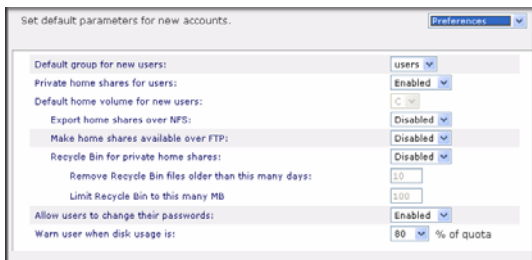 Set default parameters for new accounts. Preferences
Default group for new users: users
Private home shares for users: Enabled
Default home volume for new users: C
Export home shares over NFS: Disabled
Make home shares available over FTP: Disabled
Recycle Bin for private home shares: Disabled
Remove Recycle Bin files older than this many days: 10
Limit Recycle Bin to this many MB 100
Allow users to change their passwords: Enabled
Warn user when disk usage is: 80 % of quota